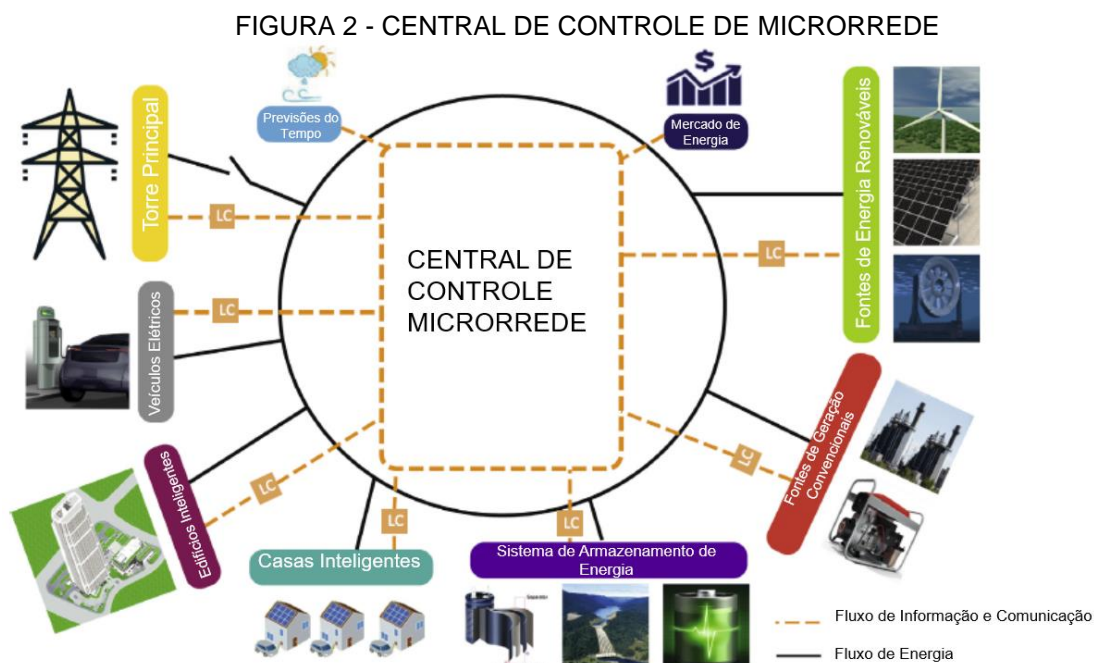 FIGURA 2 - CENTRAL DE CONTROLE DE MICRORREDE
Previsões do
Tempo
$
Mercado de
Energia
Torre Principal
LC
Fontes de Energia Renováveis
LC
CENTRAL DE
CONTROLE
MICRORREDE
Veículos Elétricos
LC
Fontes de Geração
Convencionais
LC
Edifícios Inteligentes
LC
Casas Inteligentes
LC
Sistema de Armazenamento de
Energia
LC
Fluxo de Informação e Comunicação
Fluxo de Energia